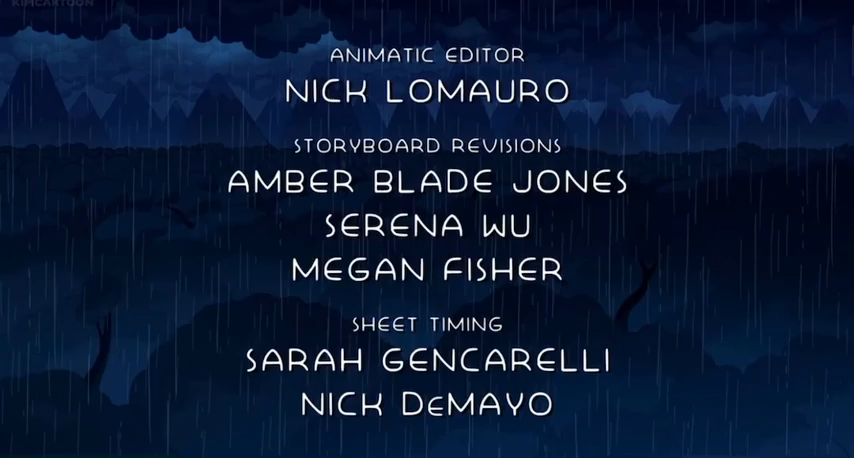 KIMCARTOON
ANIMATIC EDITOR
NICK LOMAURO
STORYBOARD REVISIONS
AMBER BLADE JONES
SERENA WU
MEGAN FISHER
SHEET TIMING
SARAH GENCARELLI
NICK DeMAYO